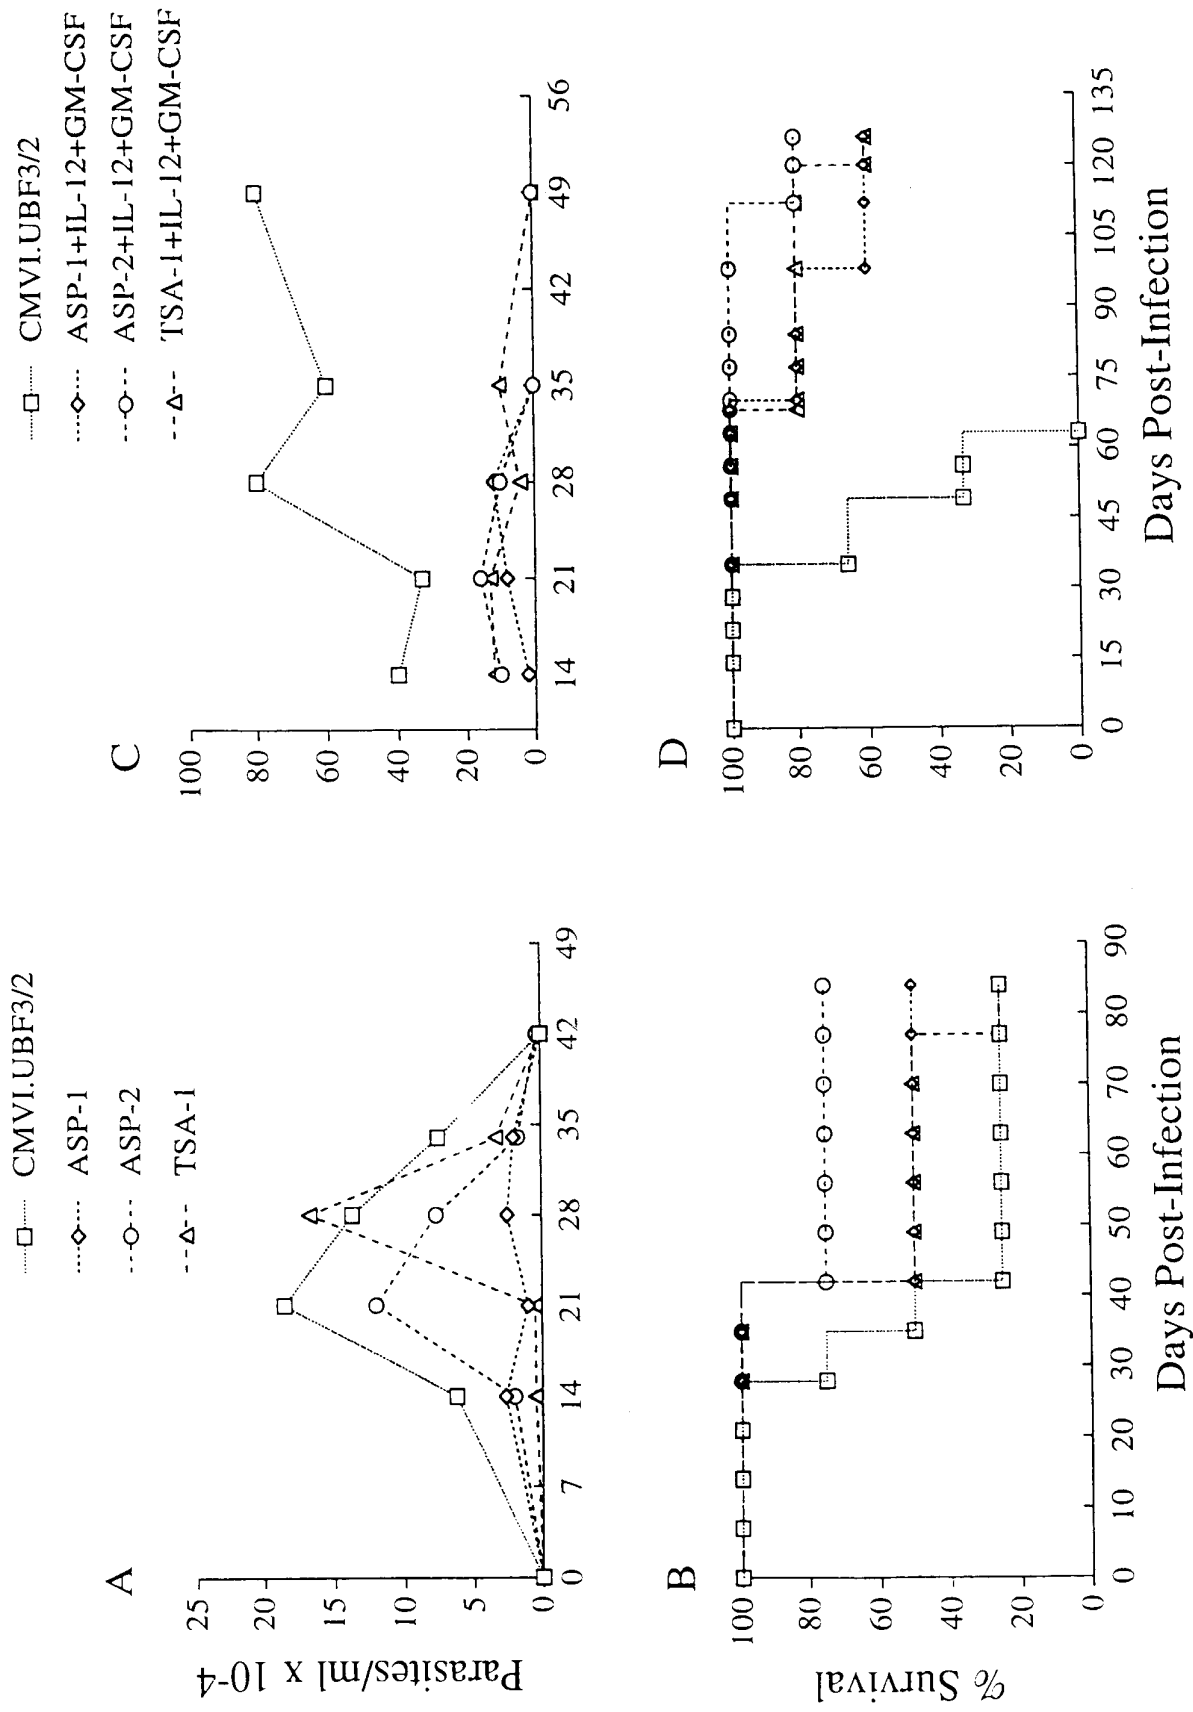 CMVI.UBF3/2
ASP-1
ASP-2
TSA-1
A
Parasites/ml x 10-4
25
20
15
10
5
0
0 7 14 21 28 35 42 49
CMVI.UBF3/2
ASP-1+IL-12+GM-CSF
ASP-2+IL-12+GM-CSF
TSA-1+IL-12+GM-CSF
C
100
80
60
40
20
0
14 21 28 35 42 49 56
B
% Survival
100
80
60
40
20
0
0 10 20 30 40 50 60 70 80 90
Days Post-Infection
D
100
80
60
40
20
0
0 15 30 45 60 75 90 105 120 135
Days Post-Infection